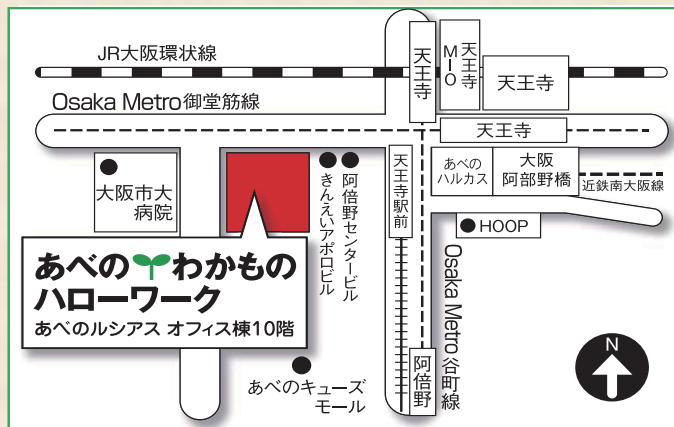 JR大阪環状線
天王寺
天王寺
MIO
天王寺
Osaka Metro御堂筋線
天王寺
大阪市大
病院
きんえいアポロビル
阿倍野センタービル
天王寺駅前
あべの
ハルカス
大阪
阿部野橋
近鉄南大阪線
HOOP
あべの わかもの
ハローワーク
あべのルシアス オフィス棟10階
Osaka Metro谷町線
阿倍野
あべのキューズ
モール
N